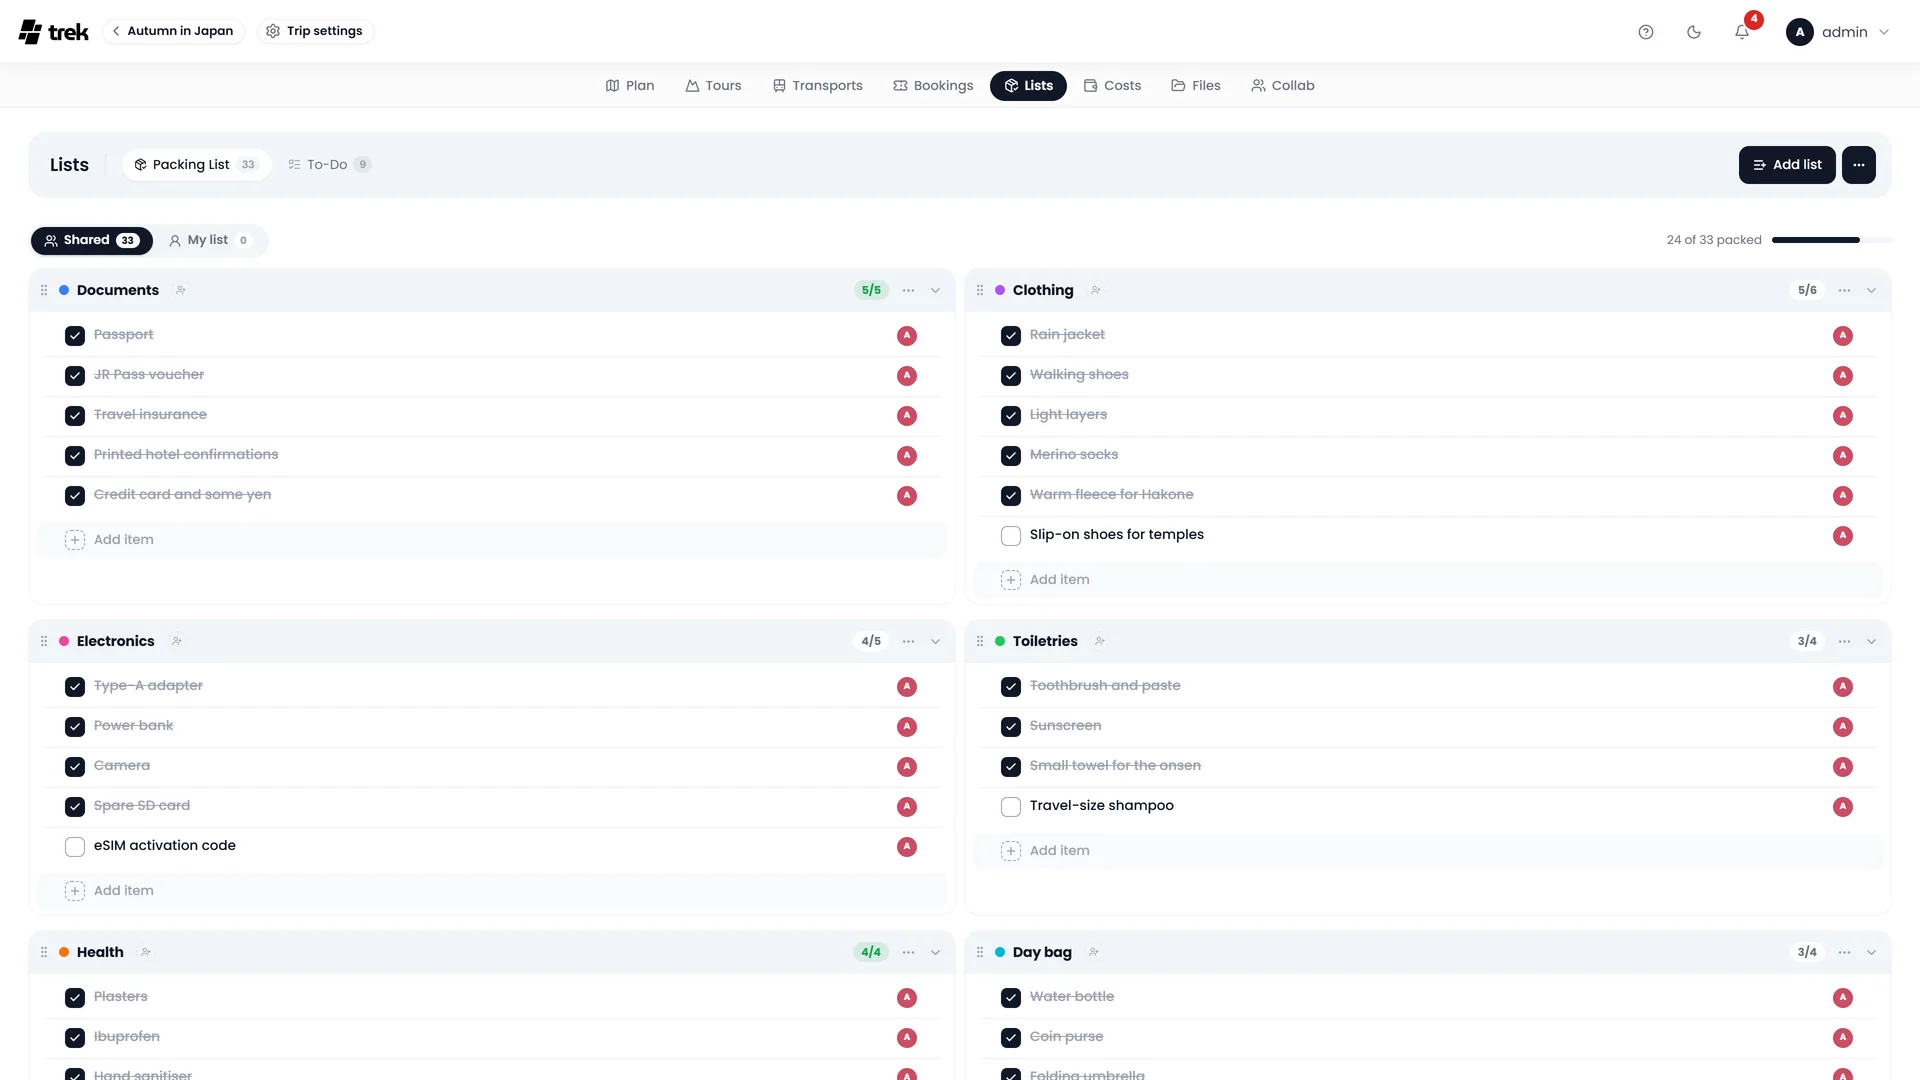 trek
Autumn in Japan
Trip settings
4
A
admin
Plan
Tours
Transports
Bookings
Lists
Costs
Files
Collab
Lists
Packing List 33
To-Do 9
Add list
Shared 33
My list 0
24 of 33 packed
Documents
5/5
Passport A
JR Pass voucher A
Travel insurance A
Printed hotel confirmations A
Credit card and some yen A
Add item
Clothing
5/6
Rain jacket A
Walking shoes A
Light layers A
Merino socks A
Warm fleece for Hakone A
Slip-on shoes for temples A
Add item
Electronics
4/5
Type-A adapter A
Power bank A
Camera A
Spare SD card A
eSIM activation code A
Add item
Toiletries
3/4
Toothbrush and paste A
Sunscreen A
Small towel for the onsen A
Travel-size shampoo A
Add item
Health
4/4
Plasters A
Ibuprofen A
Hand sanitiser A
Day bag
3/4
Water bottle A
Coin purse A
Folding umbrella A